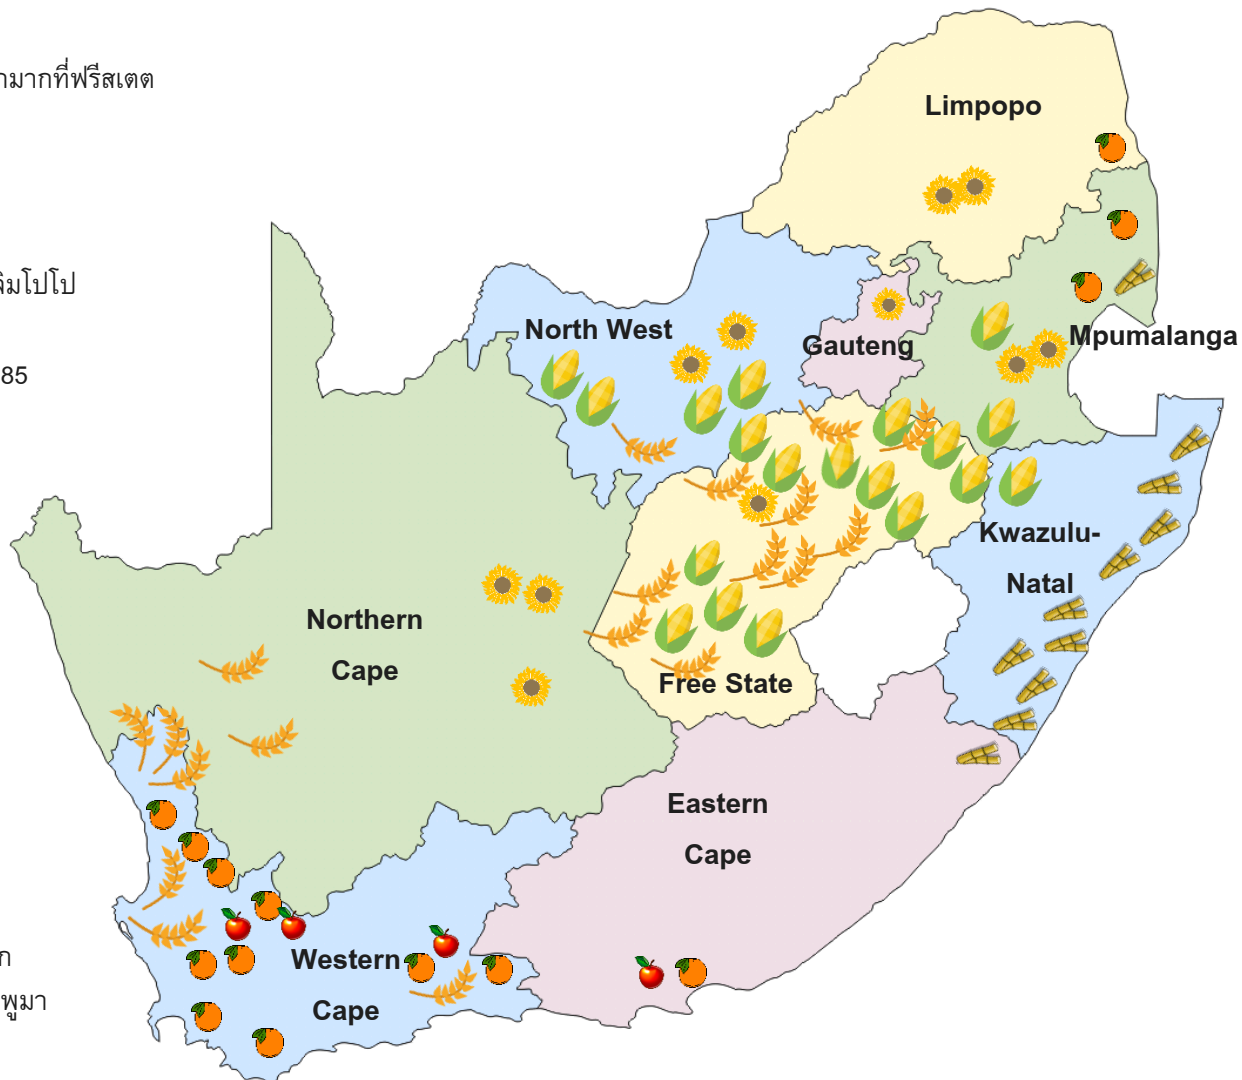 กมากที่ฟรีสเตต
ลิมโปโป
85
ก
พูมา
Limpopo
North West
Gauteng
Mpumalanga
Kwazulu-
Natal
Northern
Cape
Free State
Eastern
Cape
Western
Cape